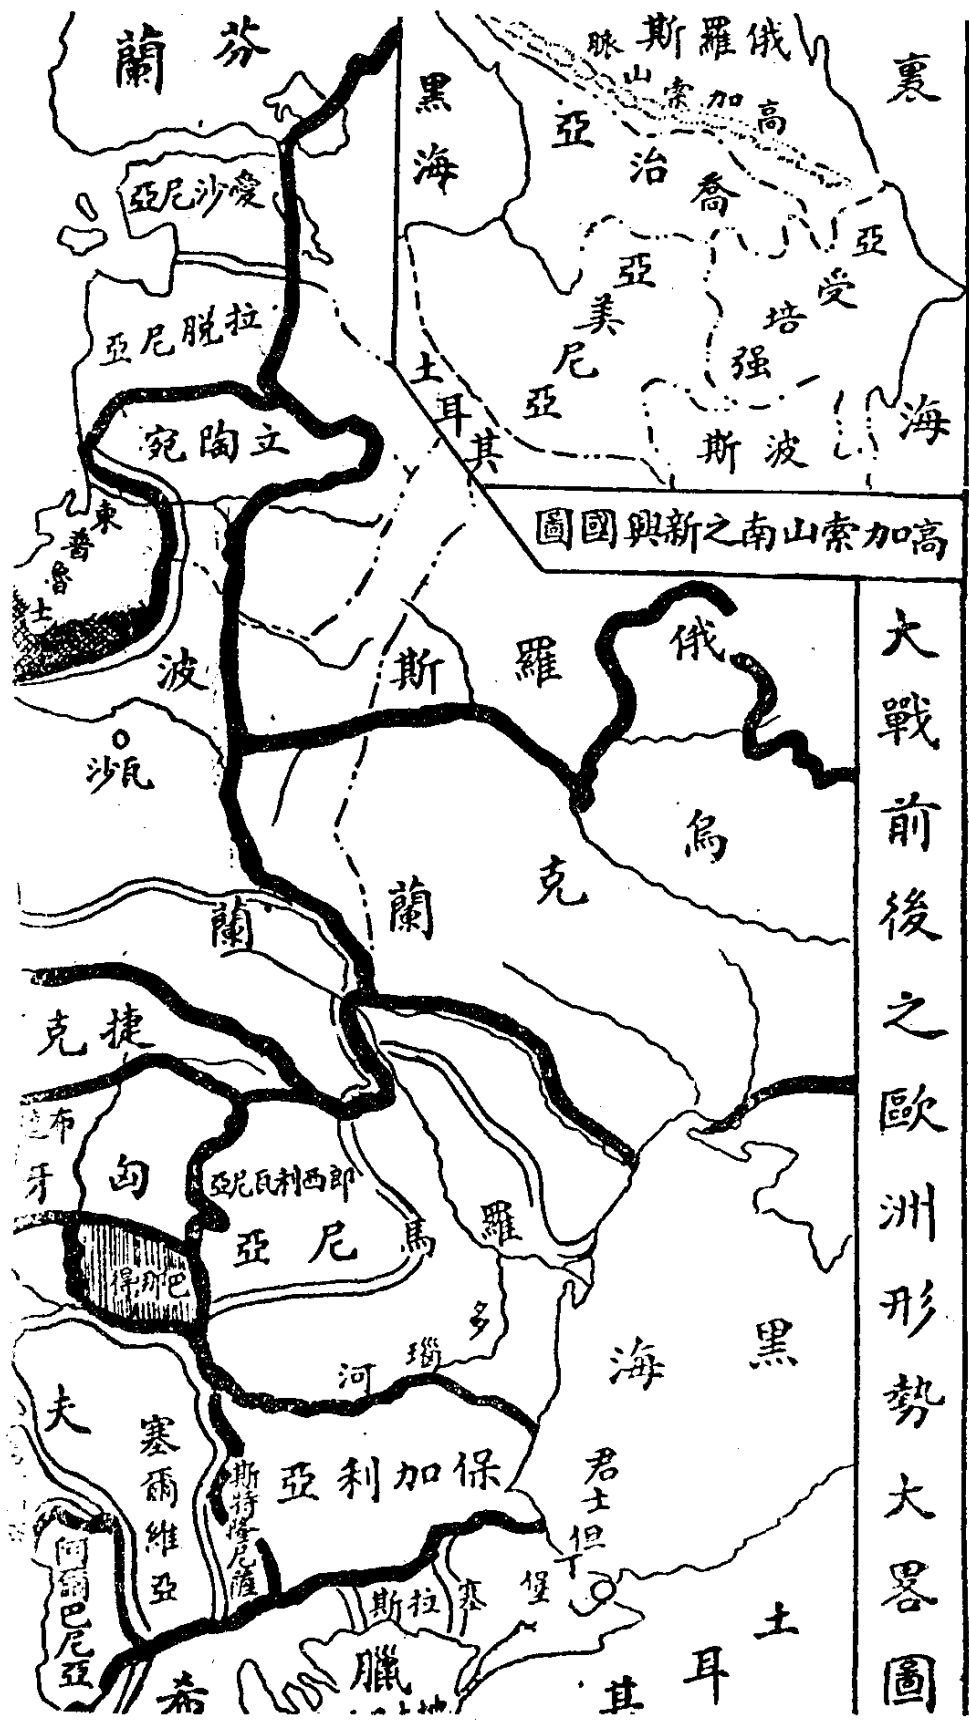 大戰前後之歐洲形勢大畧圖
高加索山南之新興國圖
俄羅斯
高加索山脈
黑海
喬治亞
亞美尼亞
亞受培強
裏海
土耳其
波斯
芬蘭
愛沙尼亞
拉脱尼亞
立陶宛
東普魯士
俄羅斯
波蘭
瓦沙
烏克蘭
捷克
布拉
牙
匈
郎西利瓦尼亞
羅馬尼亞
巴那得
多瑙河
黑海
夫
塞爾維亞
保加利亞
斯特隆尼薩
君士但丁堡
阿爾巴尼亞
塞拉斯
希臘
土耳其